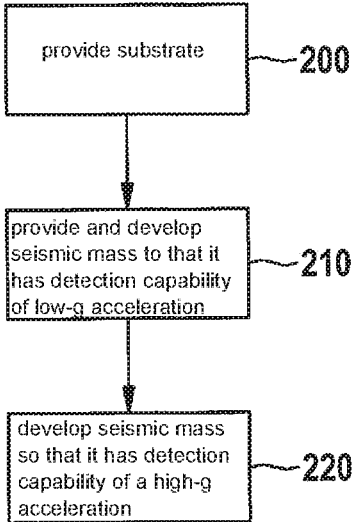 provide substrate
200
provide and develop
seismic mass to that it
has detection capability
of low-g acceleration
210
develop seismic mass
so that it has detection
capability of a high-g
acceleration
220